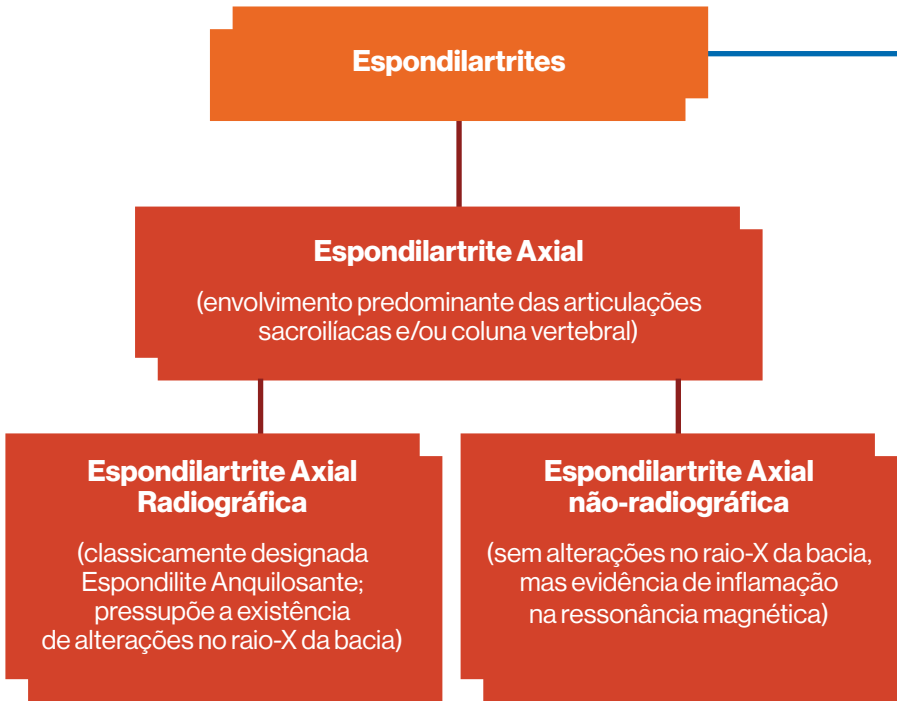 Espondilartrites
Espondilartrite Axial
(envolvimento predominante das articulações
sacroilíacas e/ou coluna vertebral)
Espondilartrite Axial
Radiográfica
(classicamente designada
Espondilite Anquilosante;
pressupõe a existência
de alterações no raio-X da bacia)
Espondilartrite Axial
não-radiográfica
(sem alterações no raio-X da bacia,
mas evidência de inflamação
na ressonância magnética)